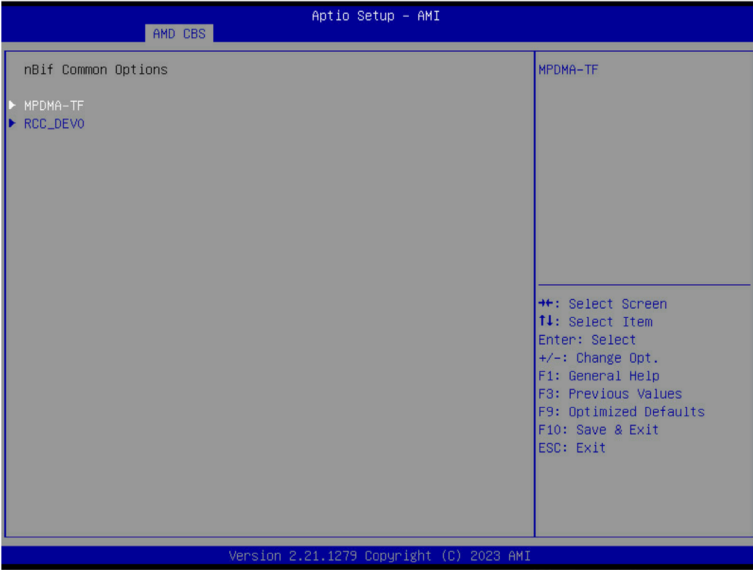 Aptio Setup – AMI
AMD CBS
nBif Common Options
MPDMA-TF
RCC_DEV0
MPDMA-TF
→←: Select Screen
↑↓: Select Item
Enter: Select
+/-: Change Opt.
F1: General Help
F3: Previous Values
F9: Optimized Defaults
F10: Save & Exit
ESC: Exit
Version 2.21.1279 Copyright (C) 2023 AMI